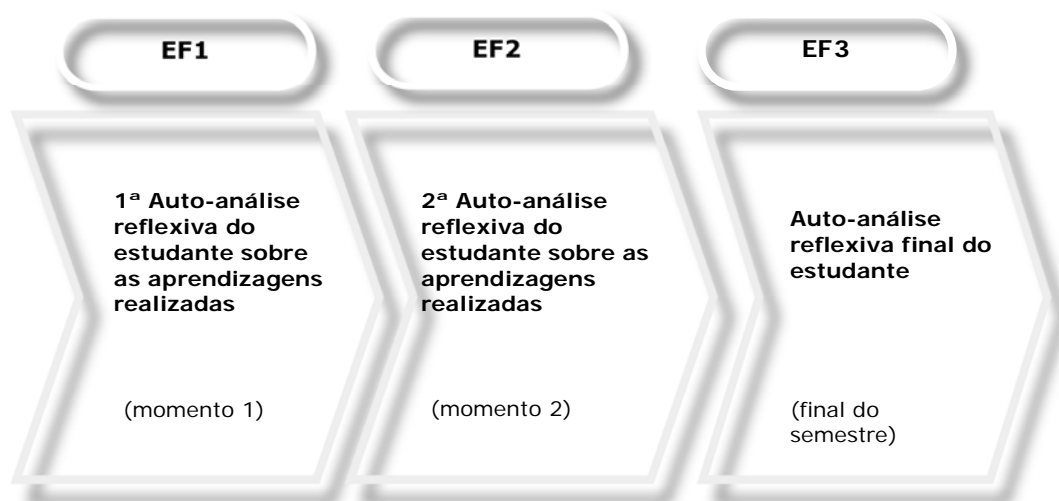 EF1
1ª Auto-análise
reflexiva do
estudante sobre
as aprendizagens
realizadas
(momento 1)
EF2
2ª Auto-análise
reflexiva do
estudante sobre as
aprendizagens
realizadas
(momento 2)
EF3
Auto-análise
reflexiva final do
estudante
(final do
semestre)